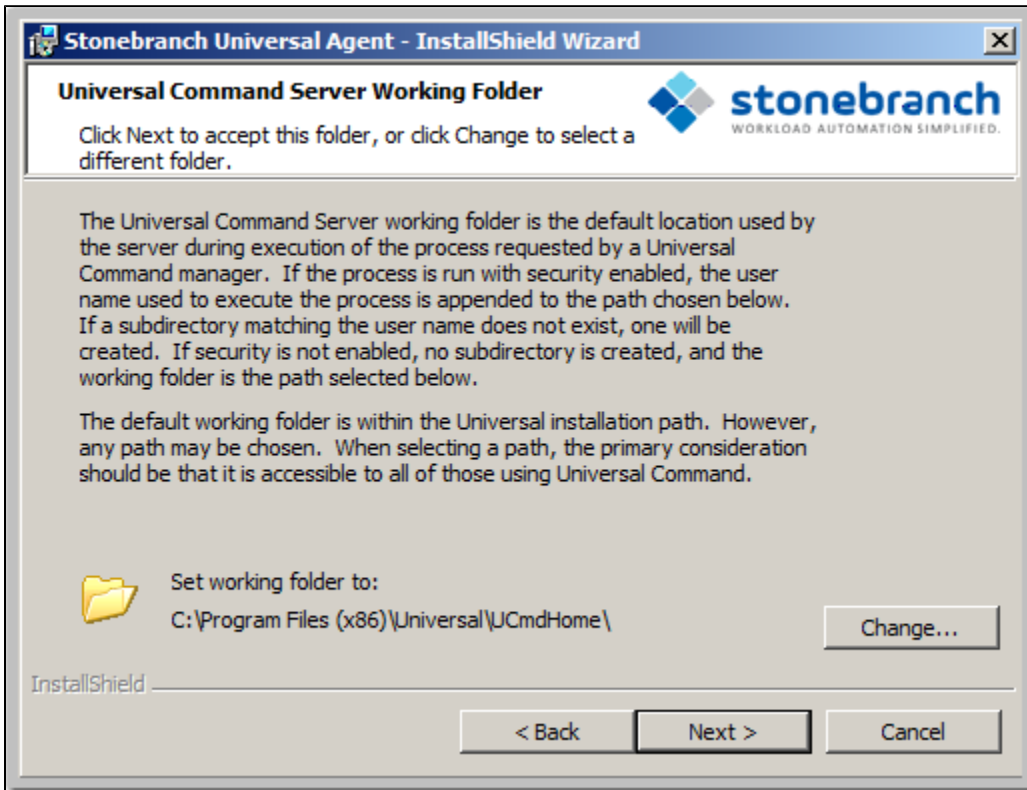 Stonebranch Universal Agent - InstallShield Wizard
Universal Command Server Working Folder
Click Next to accept this folder, or click Change to select a
different folder.
stonebranch
WORKLOAD AUTOMATION SIMPLIFIED.
The Universal Command Server working folder is the default location used by
the server during execution of the process requested by a Universal
Command manager.  If the process is run with security enabled, the user
name used to execute the process is appended to the path chosen below.
If a subdirectory matching the user name does not exist, one will be
created.  If security is not enabled, no subdirectory is created, and the
working folder is the path selected below.
The default working folder is within the Universal installation path.  However,
any path may be chosen.  When selecting a path, the primary consideration
should be that it is accessible to all of those using Universal Command.
Set working folder to:
C:\Program Files (x86)\Universal\UCmdHome\
Change...
InstallShield
< Back
Next >
Cancel